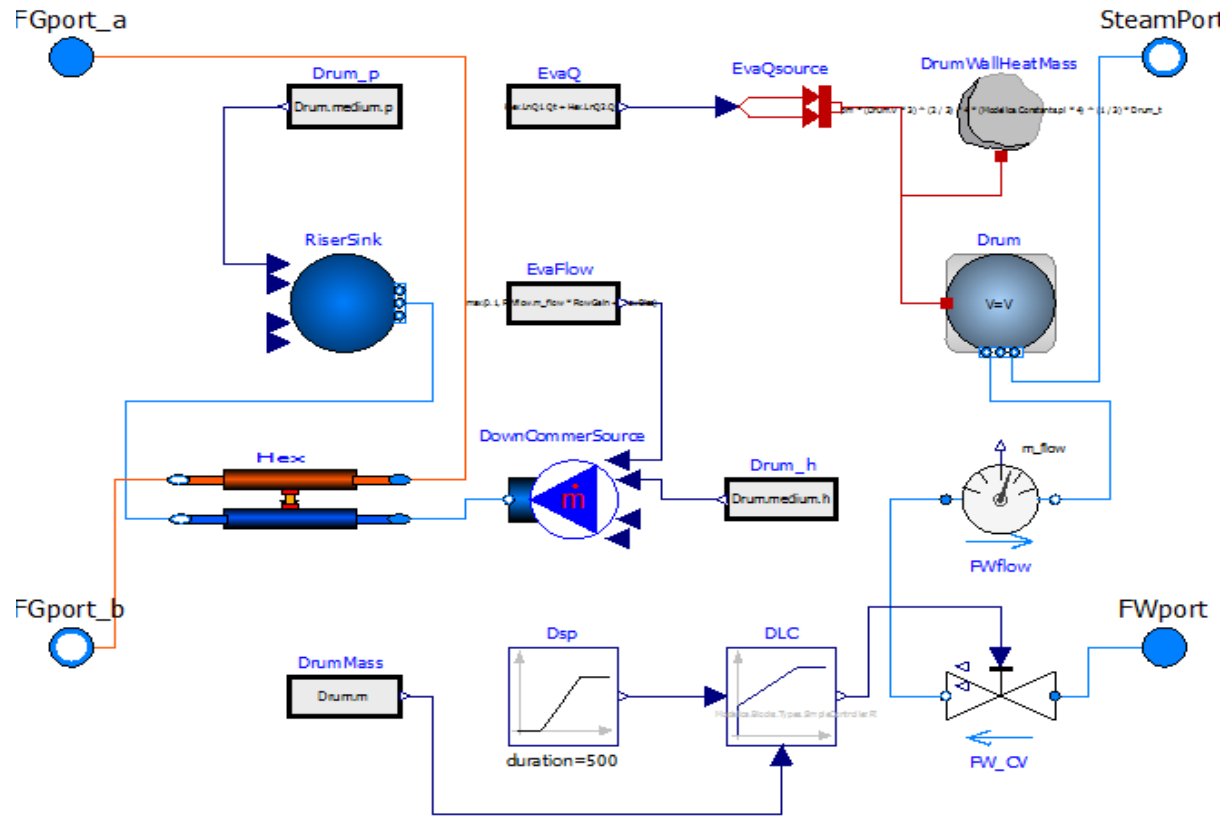 FGport_a
SteamPort
Drum_p
EvaQ
EvaQsource
DrumWallHeatMass
Drum.medium.p
RiserSink
EvaFlow
Drum
V=V
Hex
DownCommerSource
ṁ
Drum_h
m_flow
Drum.medium.h
FWflow
FGport_b
FWport
DrumMass
Dsp
DLC
Drum.m
duration=500
FW_CV